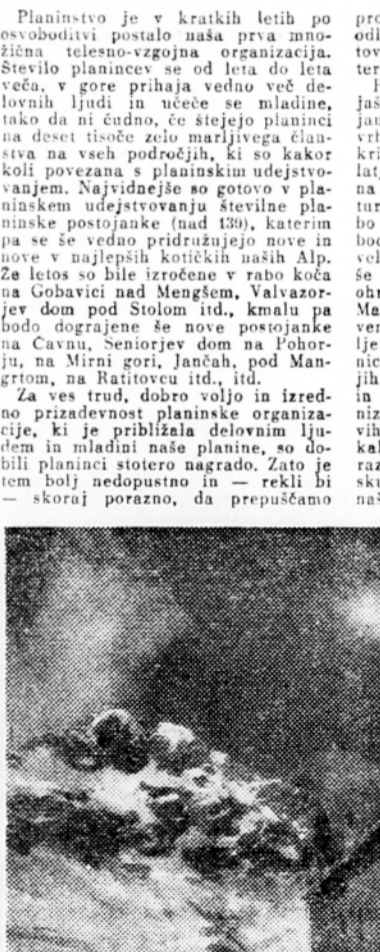 Planinstvo je v kratkih letih po
osvoboditvi postalo naša prva mno-
žična telesno-vzgojna organizacija.
Število planincev se od leta do leta
veča, v gore prihaja vedno več de-
lovnih ljudi in učeče se mladine,
tako da ni čudno, če štejejo planinci
na deset tisoče zelo marljivega član-
stva na vseh področjih, ki so kakor
koli povezana s planinskim udejstvo-
vanjem. Najvidnejše so gotovo v pla-
ninskem udejstvovanju številne pla-
ninske postojanke (nad 139), katerim
pa se še vedno pridružujejo nove in
nove v najlepših kotičkih naših Alp.
Že letos so bile izročene v rabo koča
na Gobavici nad Mengšem, Valvazor-
jev dom pod Stolom itd., kmalu pa
bodo dograjene še nove postojanke
na Čavnu, Seniorjev dom na Pohor-
ju, na Mirni gori, Jančah, pod Man-
grtom, na Ratitovcu itd., itd.
Za ves trud, dobro voljo in izred-
no prizadevnost planinske organiza-
cije, ki je približala delovnim lju-
dem in mladini naše planine, so do-
bili planinci stotero nagrado. Zato je
tem bolj nedopustno in — rekli bi
— skoraj porazno, da prepuščamo